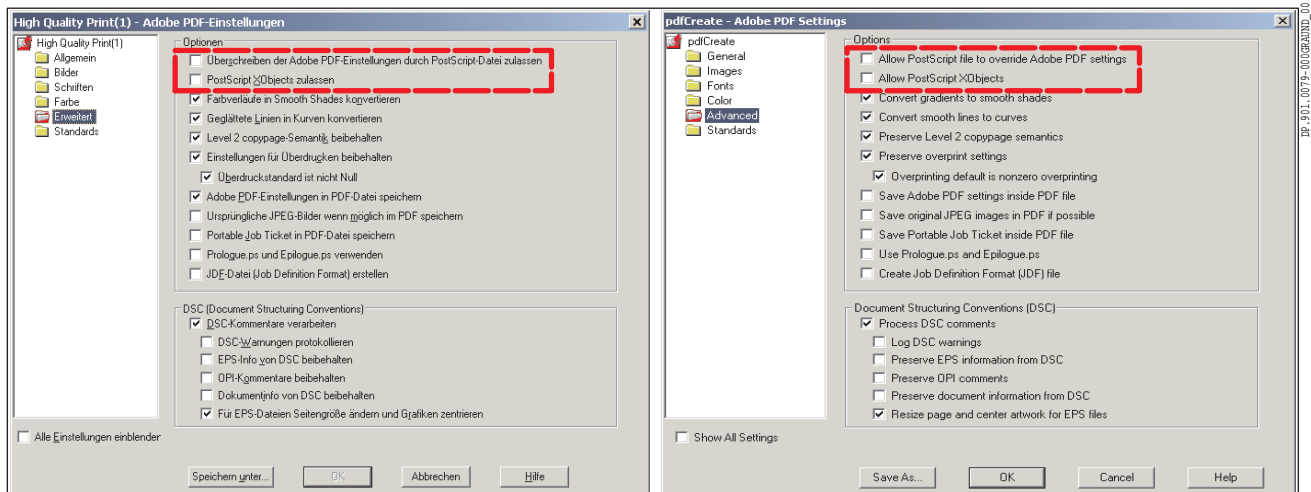 High Quality Print(1) - Adobe PDF-Einstellungen
High Quality Print(1)
Allgemein
Bilder
Schriften
Farbe
Erweitert
Standards
Optionen
Überschreiben der Adobe PDF-Einstellungen durch PostScript-Datei zulassen
PostScript XObjects zulassen
Farbverläufe in Smooth Shades konvertieren
Geglättete Linien in Kurven konvertieren
Level 2 copypage-Semantik beibehalten
Einstellungen für Überdrucken beibehalten
Überdruckstandard ist nicht Null
Adobe PDF-Einstellungen in PDF-Datei speichern
Ursprüngliche JPEG-Bilder wenn möglich im PDF speichern
Portable Job Ticket in PDF-Datei speichern
Prologue.ps und Epilogue.ps verwenden
JDF-Datei (Job Definition Format) erstellen
DSC (Document Structuring Conventions)
DSC-Kommentare verarbeiten
DSC-Warnungen protokollieren
EPS-Info von DSC beibehalten
OPI-Kommentare beibehalten
Dokumentinfo von DSC beibehalten
Für EPS-Dateien Seitengröße ändern und Grafiken zentrieren
Alle Einstellungen einblender
Speichern unter... OK Abbrechen Hilfe
pdfCreate - Adobe PDF Settings
pdfCreate
General
Images
Fonts
Color
Advanced
Standards
Options
Allow PostScript file to override Adobe PDF settings
Allow PostScript XObjects
Convert gradients to smooth shades
Convert smooth lines to curves
Preserve Level 2 copypage semantics
Preserve overprint settings
Overprinting default is nonzero overprinting
Save Adobe PDF settings inside PDF file
Save original JPEG images in PDF if possible
Save Portable Job Ticket inside PDF file
Use Prologue.ps and Epilogue.ps
Create Job Definition Format (JDF) file
Document Structuring Conventions (DSC)
Process DSC comments
Log DSC warnings
Preserve EPS information from DSC
Preserve OPI comments
Preserve document information from DSC
Resize page and center artwork for EPS files
Show All Settings
Save As... OK Cancel Help
DP.901.0079-000GRAUND_00